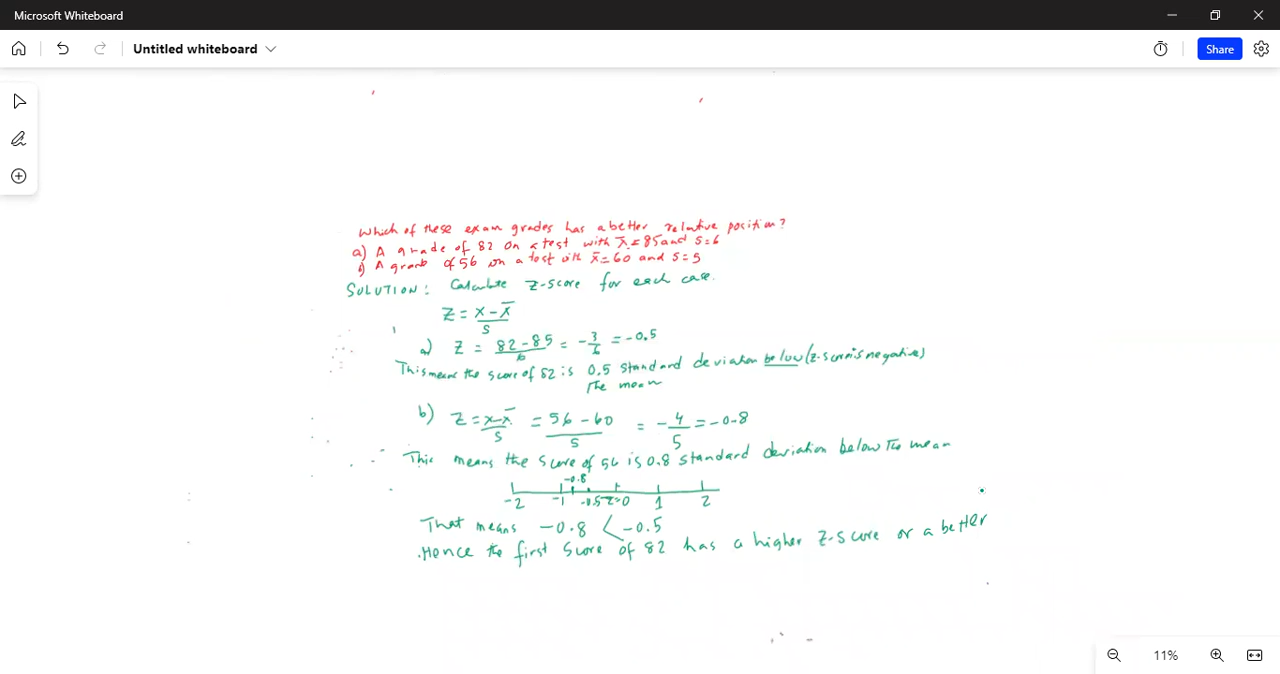 Microsoft Whiteboard
Untitled whiteboard
Share
Which of these exam grades has a better relative position?
a) A grade of 82 on a test with x̄ = 85 and s = 6
b) A grade of 56 on a test with x̄ = 60 and s = 5
SOLUTION: Calculate z-score for each case.
Z = x - x̄ / s
a) Z = 82 - 85 / 6 = - 3/6 = -0.5
This means the score of 82 is 0.5 standard deviation below (z-score is negative)
The mean
b) Z = x - x̄ / s = 56 - 60 / 5 = - 4/5 = -0.8
This means the score of 56 is 0.8 standard deviation below The mean
-0.8
-2 -1 -0.5 z=0 1 2
That means -0.8 < -0.5
Hence the first score of 82 has a higher z-score or a better
11%